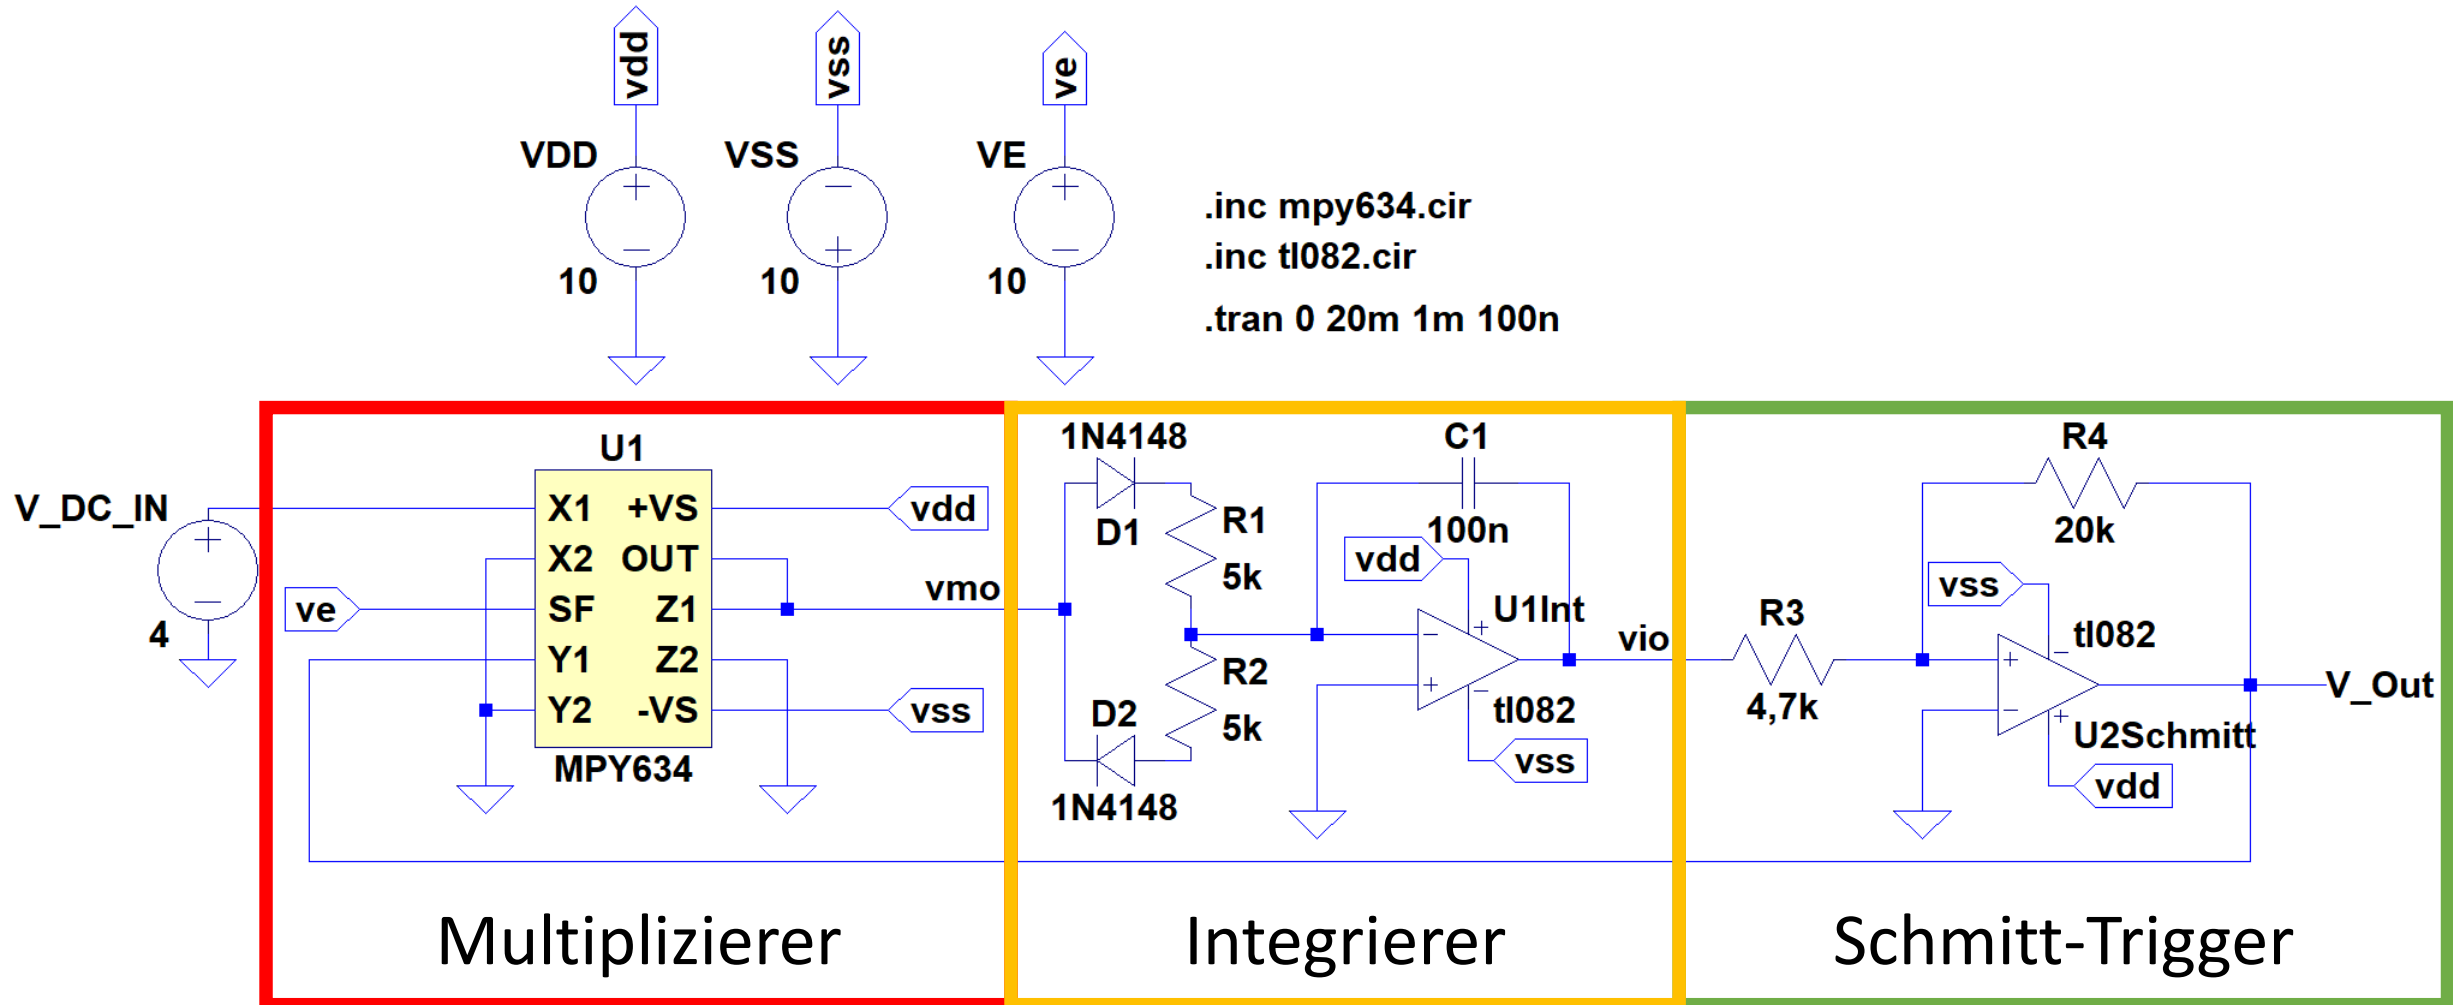 vdd
vss
ve
VDD
VSS
VE
10
10
10
.inc mpy634.cir
.inc tl082.cir
.tran 0 20m 1m 100n
V_DC_IN
4
ve
U1
X1 +VS
X2 OUT
SF Z1
Y1 Z2
Y2 -VS
MPY634
vdd
vss
vmo
1N4148
D1
R1
5k
R2
5k
D2
1N4148
C1
100n
vdd
U1Int
tl082
vss
vio
R3
4,7k
R4
20k
vss
tl082
U2Schmitt
vdd
V_Out
Multiplizierer
Integrierer
Schmitt-Trigger